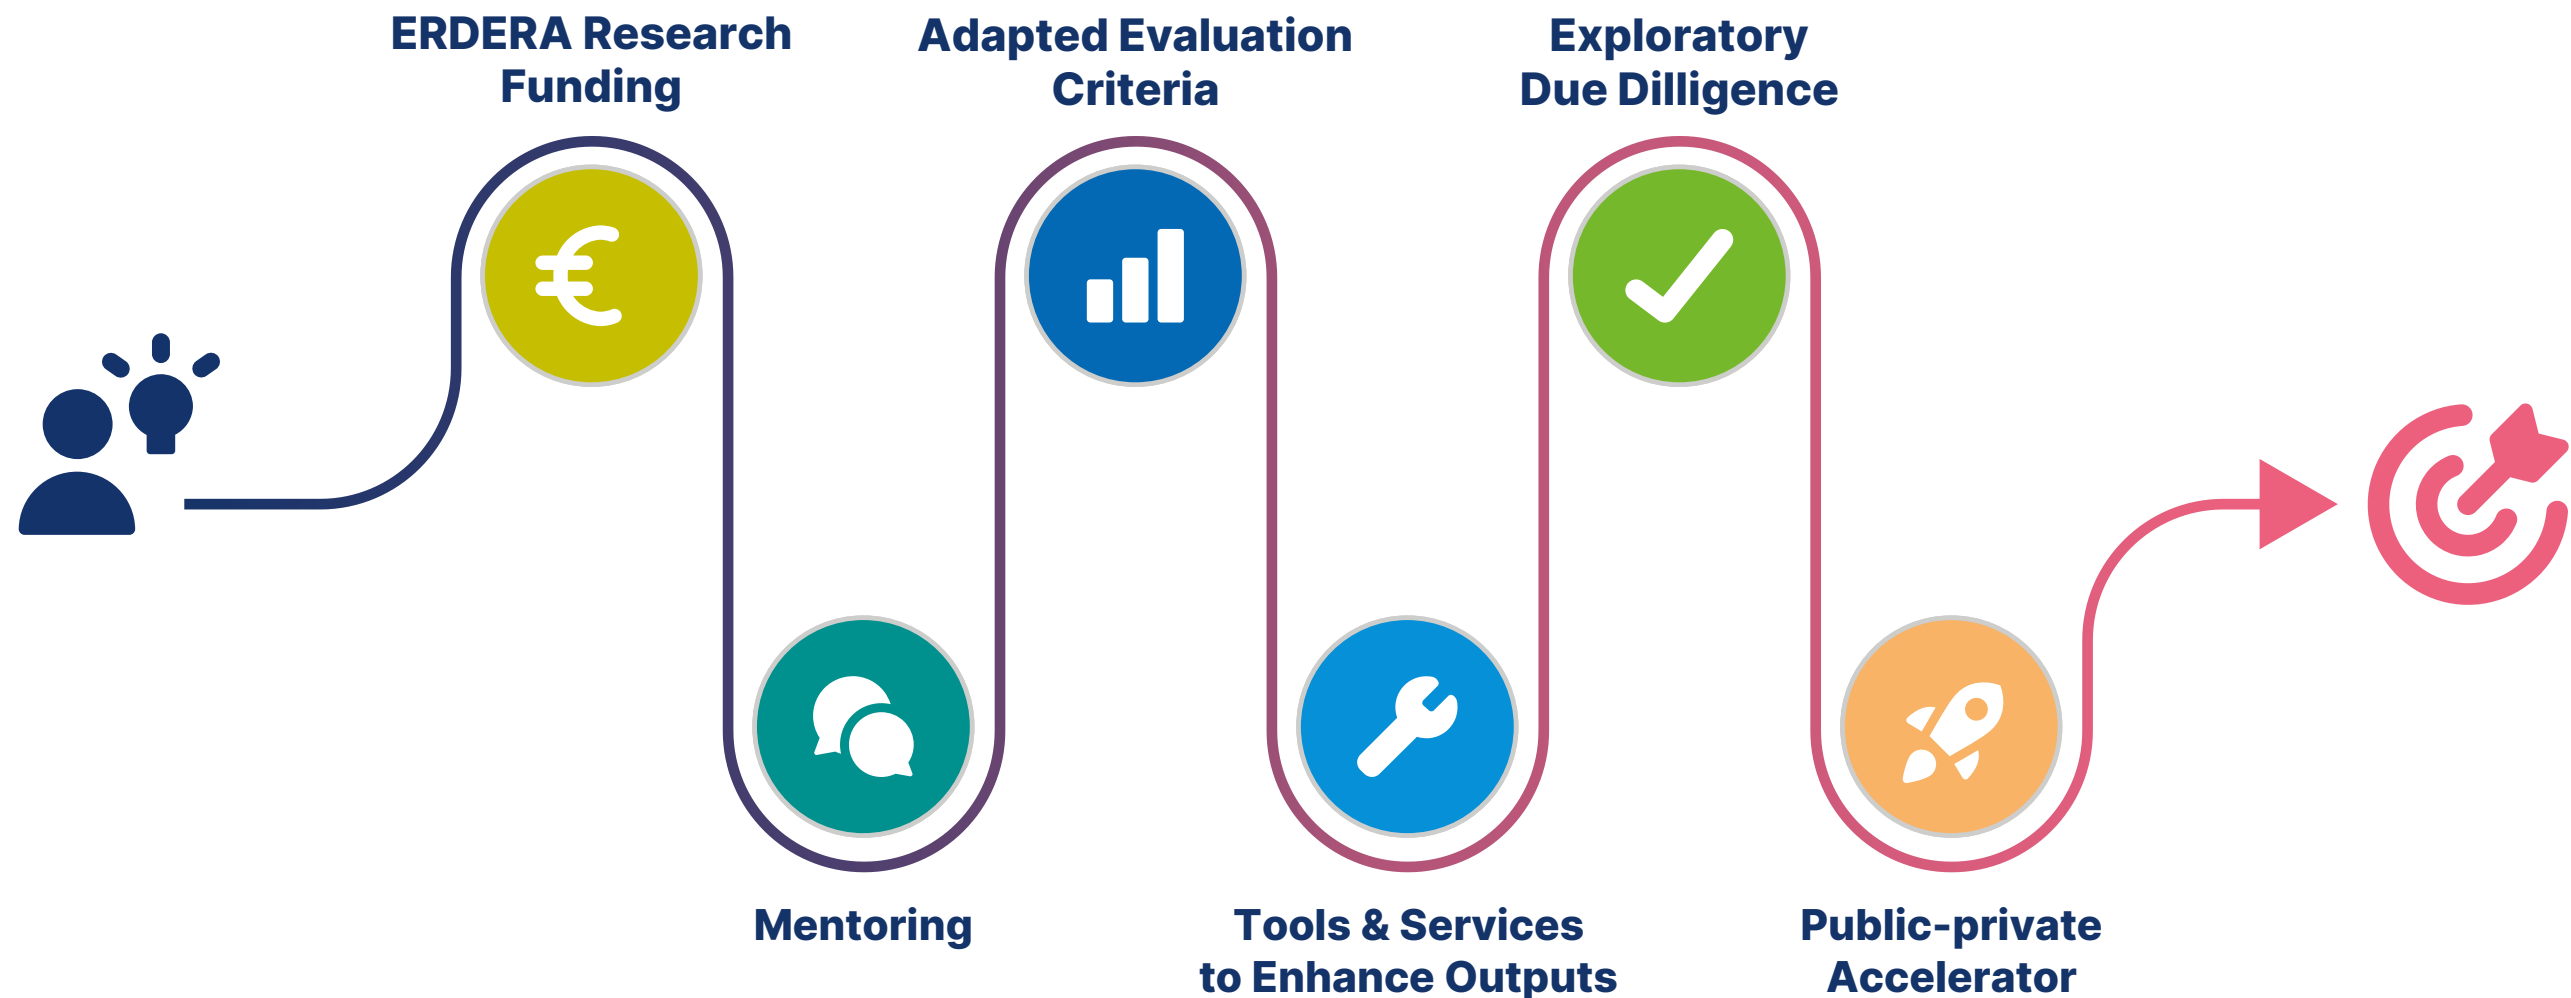 ERDERA Research
Funding
Adapted Evaluation
Criteria
Exploratory
Due Dilligence
Mentoring
Tools & Services
to Enhance Outputs
Public-private
Accelerator